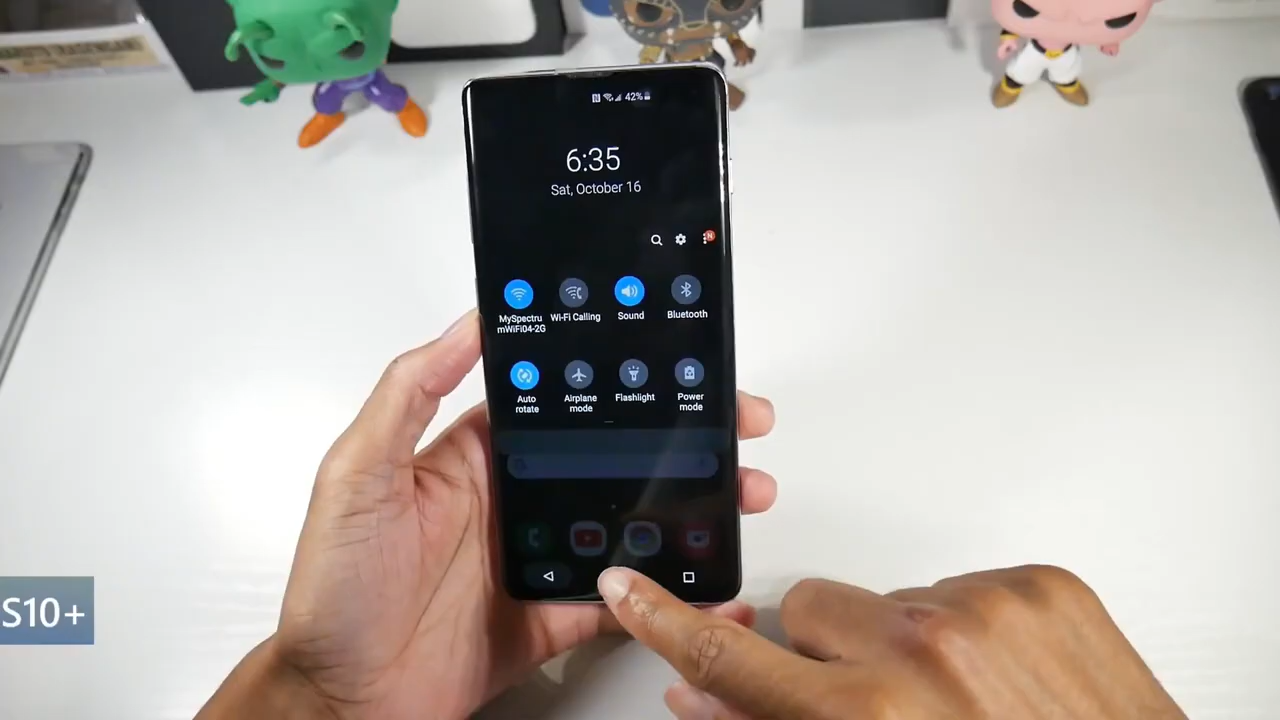 42%
6:35
Sat, October 16
N
MySpectru
mWiFi04-2G
Wi-Fi Calling
Sound
Bluetooth
Auto
rotate
Airplane
mode
Flashlight
Power
mode
S10+